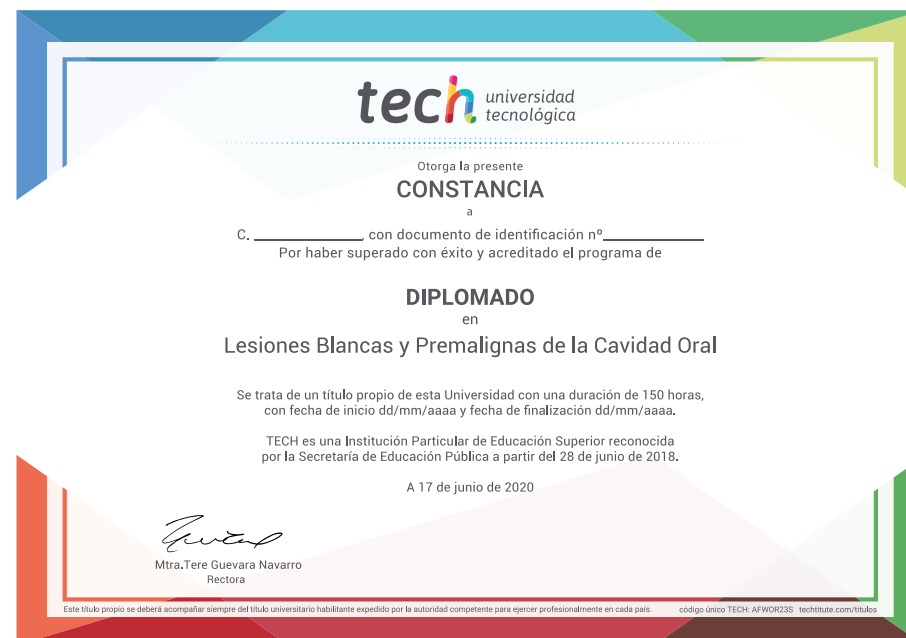 tech universidad
tecnológica
Otorga la presente
CONSTANCIA
a
C. ____________, con documento de identificación nº____________
Por haber superado con éxito y acreditado el programa de
DIPLOMADO
en
Lesiones Blancas y Premalignas de la Cavidad Oral
Se trata de un título propio de esta Universidad con una duración de 150 horas,
con fecha de inicio dd/mm/aaaa y fecha de finalización dd/mm/aaaa.
TECH es una Institución Particular de Educación Superior reconocida
por la Secretaría de Educación Pública a partir del 28 de junio de 2018.
A 17 de junio de 2020
Mtra.Tere Guevara Navarro
Rectora
Este título propio se deberá acompañar siempre del título universitario habilitante expedido por la autoridad competente para ejercer profesionalmente en cada país. código único TECH: AFWOR23S techtitute.com/titulos